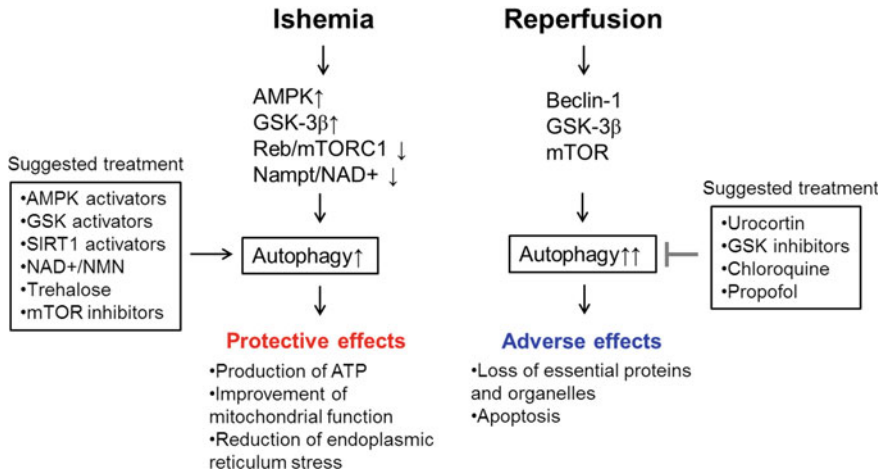 Ishemia
AMPK↑
GSK-3β↑
Reb/mTORC1 ↓
Nampt/NAD+ ↓
Suggested treatment
•AMPK activators
•GSK activators
•SIRT1 activators
•NAD+/NMN
•Trehalose
•mTOR inhibitors
Autophagy↑
Protective effects
•Production of ATP
•Improvement of
mitochondrial function
•Reduction of endoplasmic
reticulum stress
Reperfusion
Beclin-1
GSK-3β
mTOR
Suggested treatment
•Urocortin
•GSK inhibitors
•Chloroquine
•Propofol
Autophagy↑↑
Adverse effects
•Loss of essential proteins
and organelles
•Apoptosis